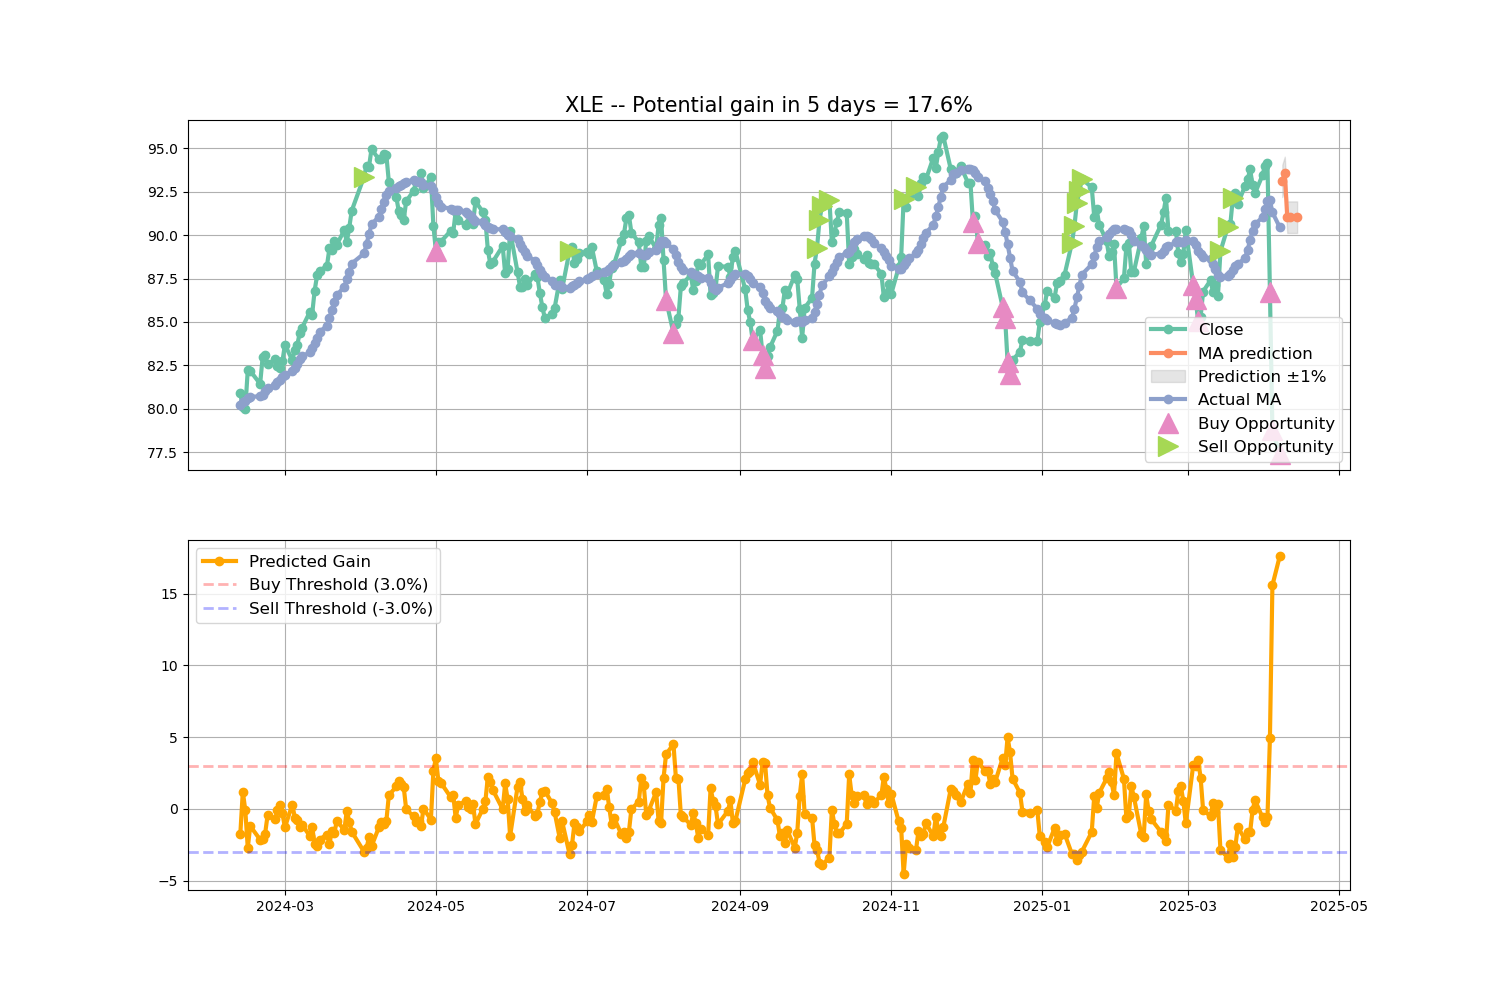 XLE -- Potential gain in 5 days = 17.6%
95.0
92.5
90.0
87.5
85.0
82.5
80.0
77.5
Close
MA prediction
Prediction ±1%
Actual MA
Buy Opportunity
Sell Opportunity
Predicted Gain
Buy Threshold (3.0%)
Sell Threshold (-3.0%)
15
10
5
0
−5
2024-03
2024-05
2024-07
2024-09
2024-11
2025-01
2025-03
2025-05